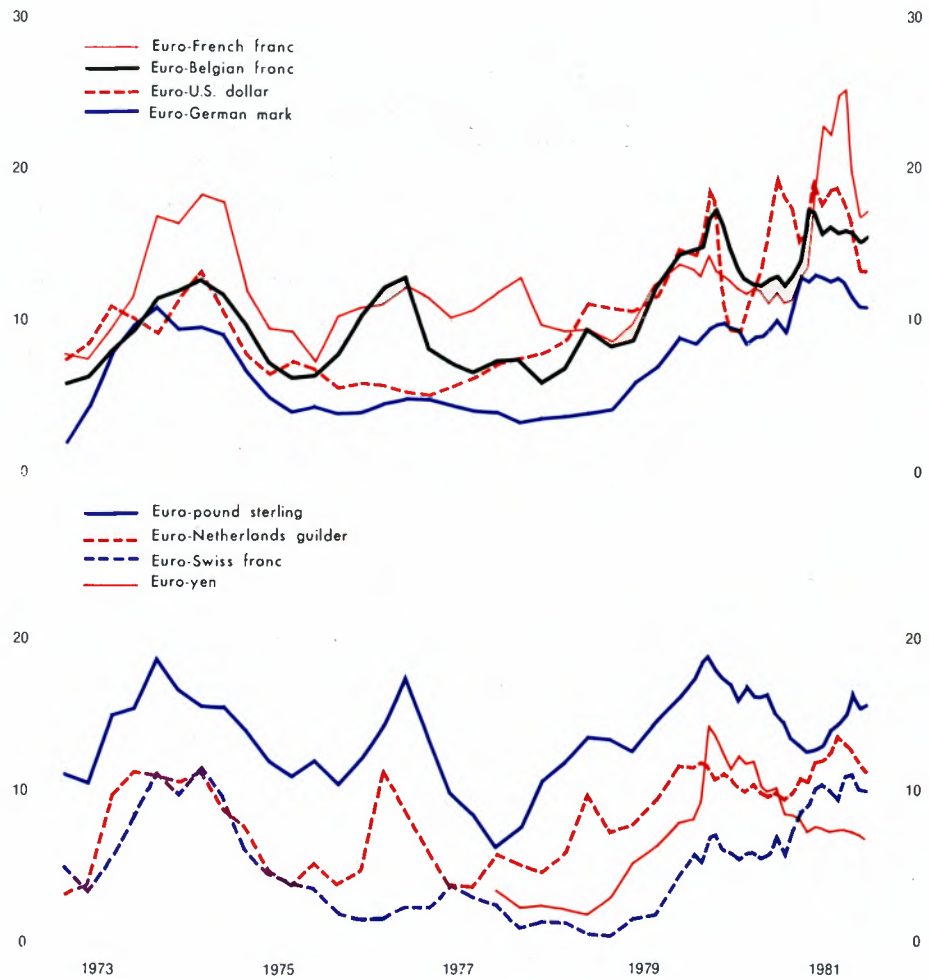 30 30
Euro-French franc
Euro-Belgian franc
Euro-U.S. dollar
Euro-German mark
20 20
10 10
0 0
Euro-pound sterling
Euro-Netherlands guilder
Euro-Swiss franc
Euro-yen
20 20
10 10
0 0
1973 1975 1977 1979 1981